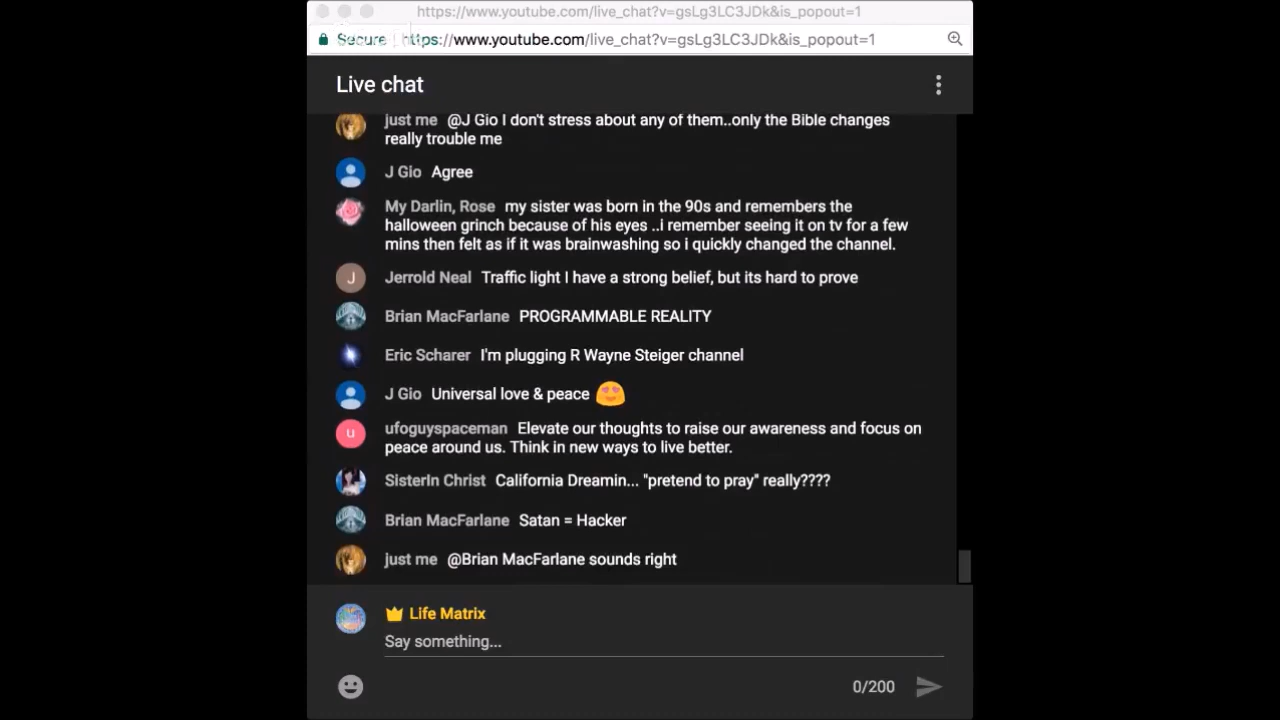 https://www.youtube.com/live_chat?v=gsLg3LC3JDk&is_popout=1
Secure https://www.youtube.com/live_chat?v=gsLg3LC3JDk&is_popout=1
Live chat
just me @J Gio I don't stress about any of them..only the Bible changes
really trouble me
J Gio Agree
My Darlin, Rose my sister was born in the 90s and remembers the
halloween grinch because of his eyes ..i remember seeing it on tv for a few
mins then felt as if it was brainwashing so i quickly changed the channel.
J Jerrold Neal Traffic light I have a strong belief, but its hard to prove
Brian MacFarlane PROGRAMMABLE REALITY
Eric Scharer I'm plugging R Wayne Steiger channel
J Gio Universal love & peace 😍
u ufoguyspaceman Elevate our thoughts to raise our awareness and focus on
peace around us. Think in new ways to live better.
SisterIn Christ California Dreamin... "pretend to pray" really????
Brian MacFarlane Satan = Hacker
just me @Brian MacFarlane sounds right
Life Matrix
Say something...
0/200